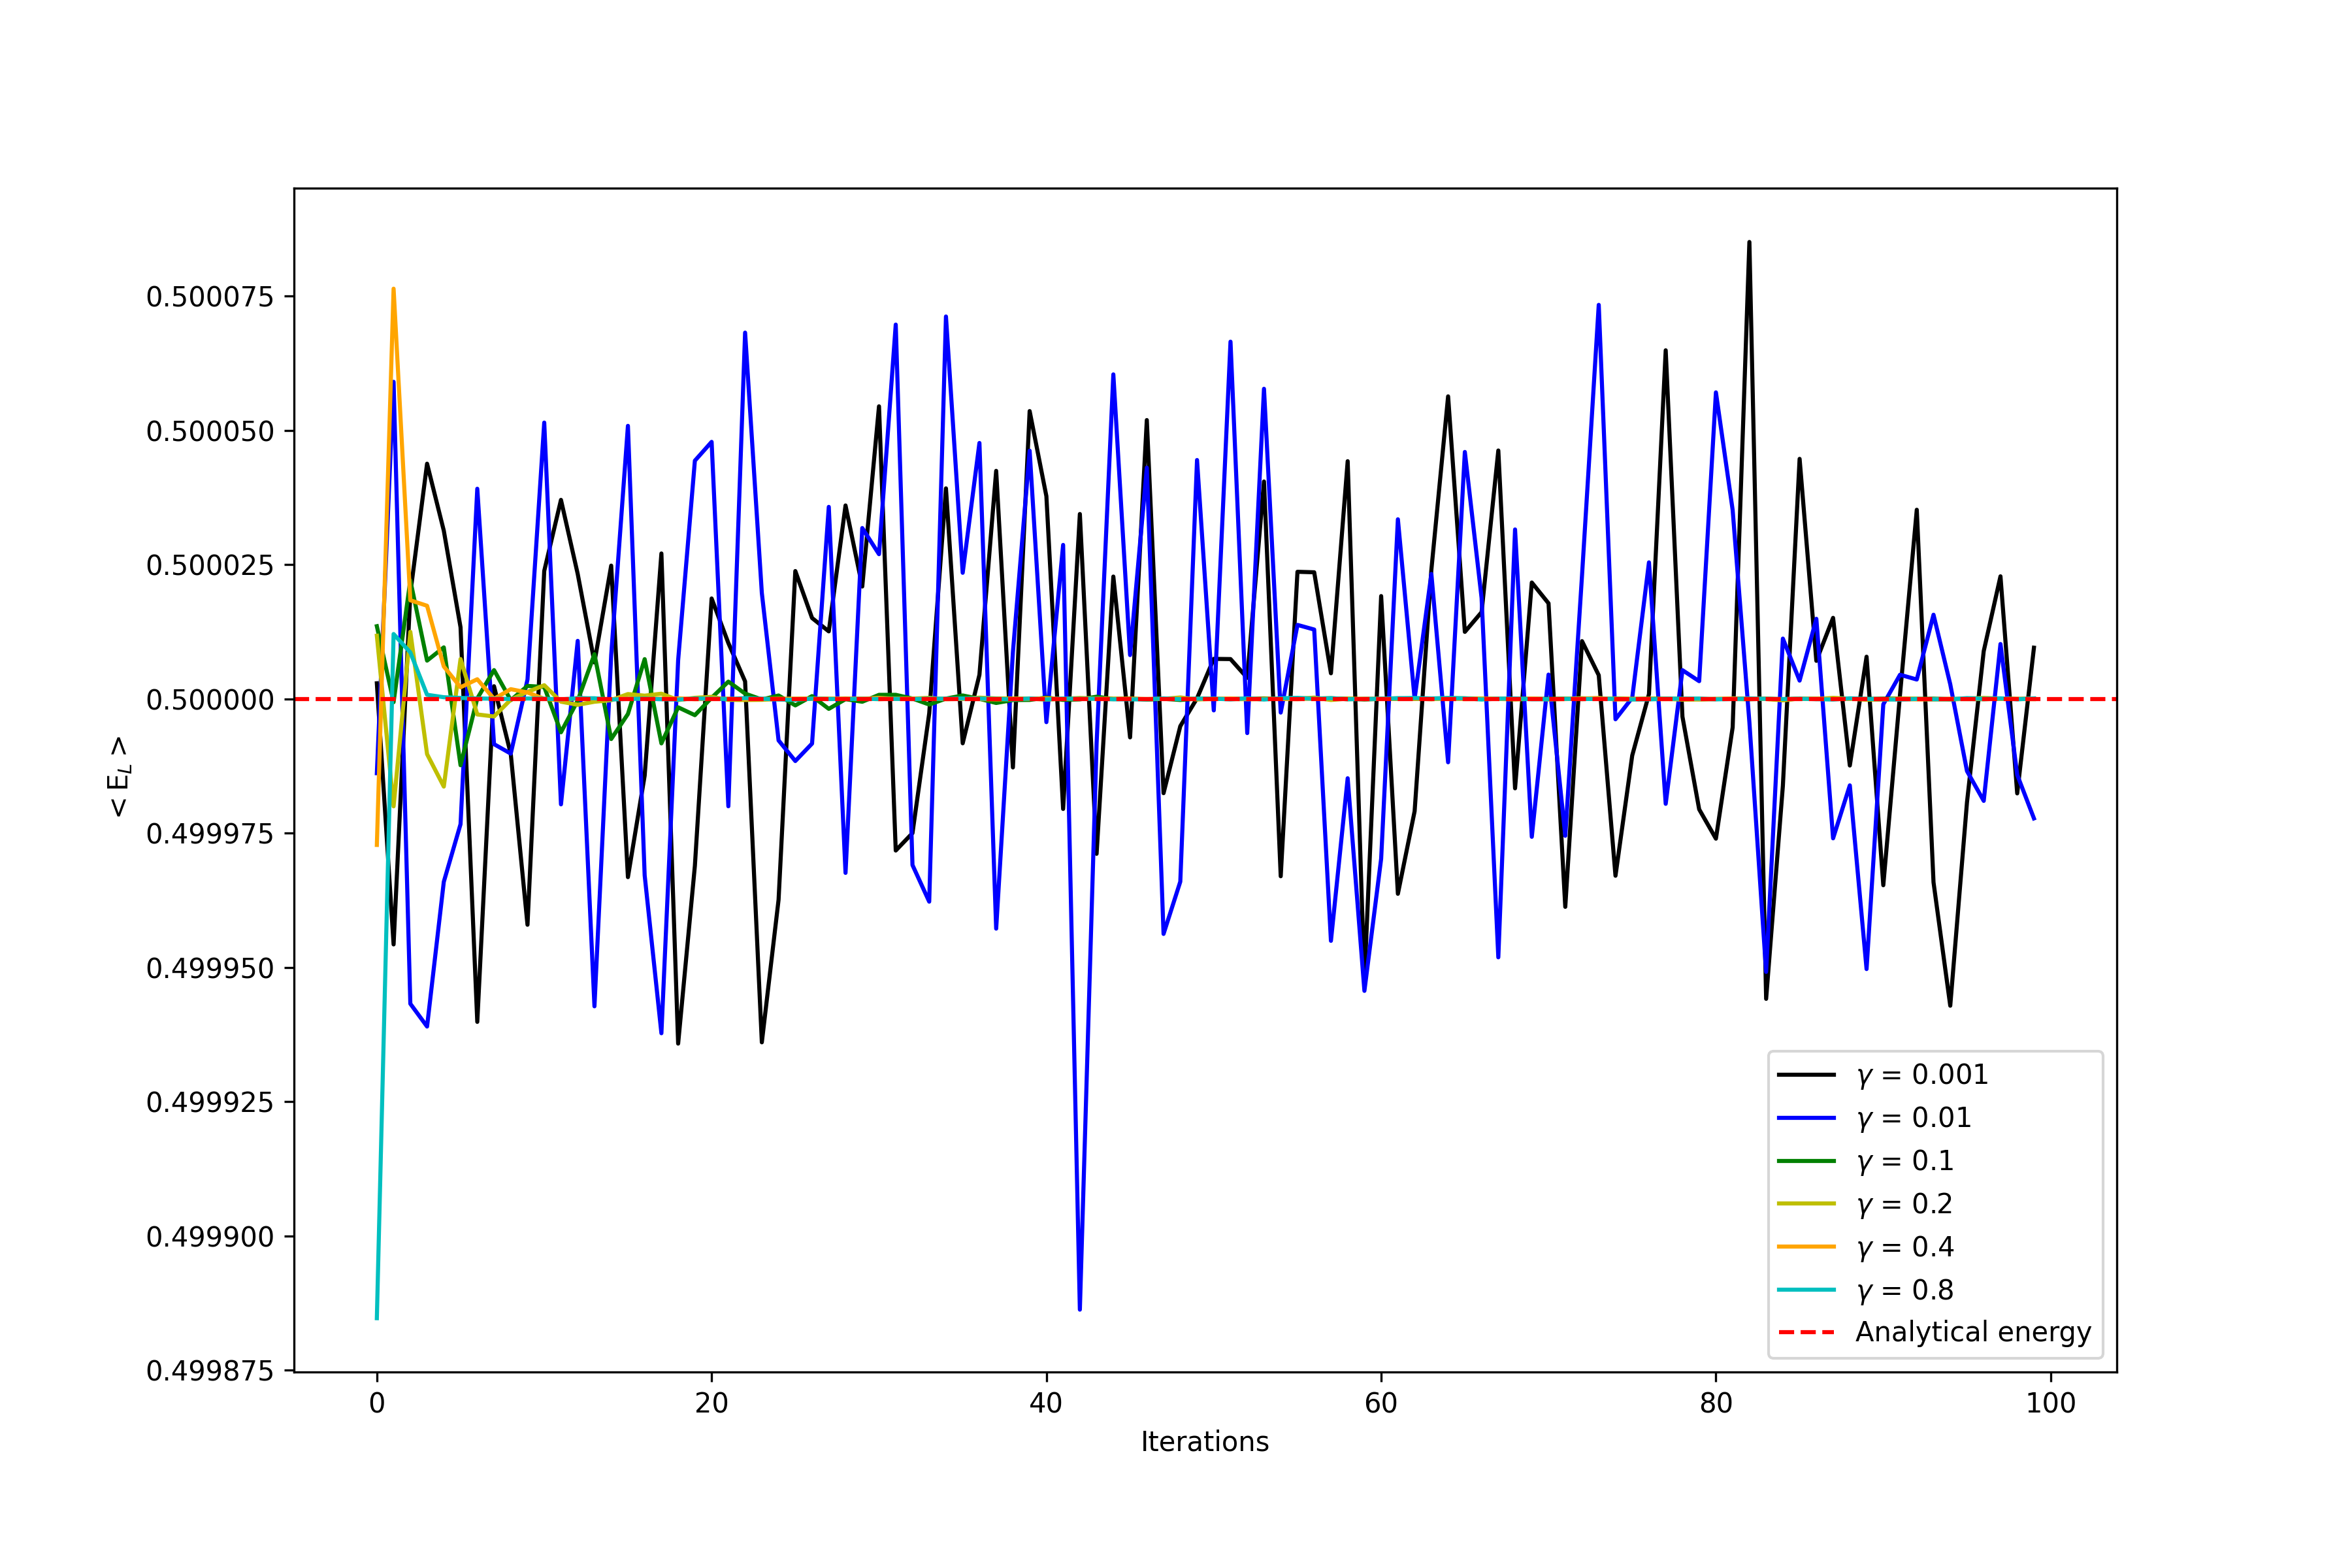 0.500075
0.500050
0.500025
0.500000
0.499975
0.499950
0.499925
0.499900
0.499875
< E_L >
0 20 40 60 80 100
Iterations
γ = 0.001
γ = 0.01
γ = 0.1
γ = 0.2
γ = 0.4
γ = 0.8
Analytical energy